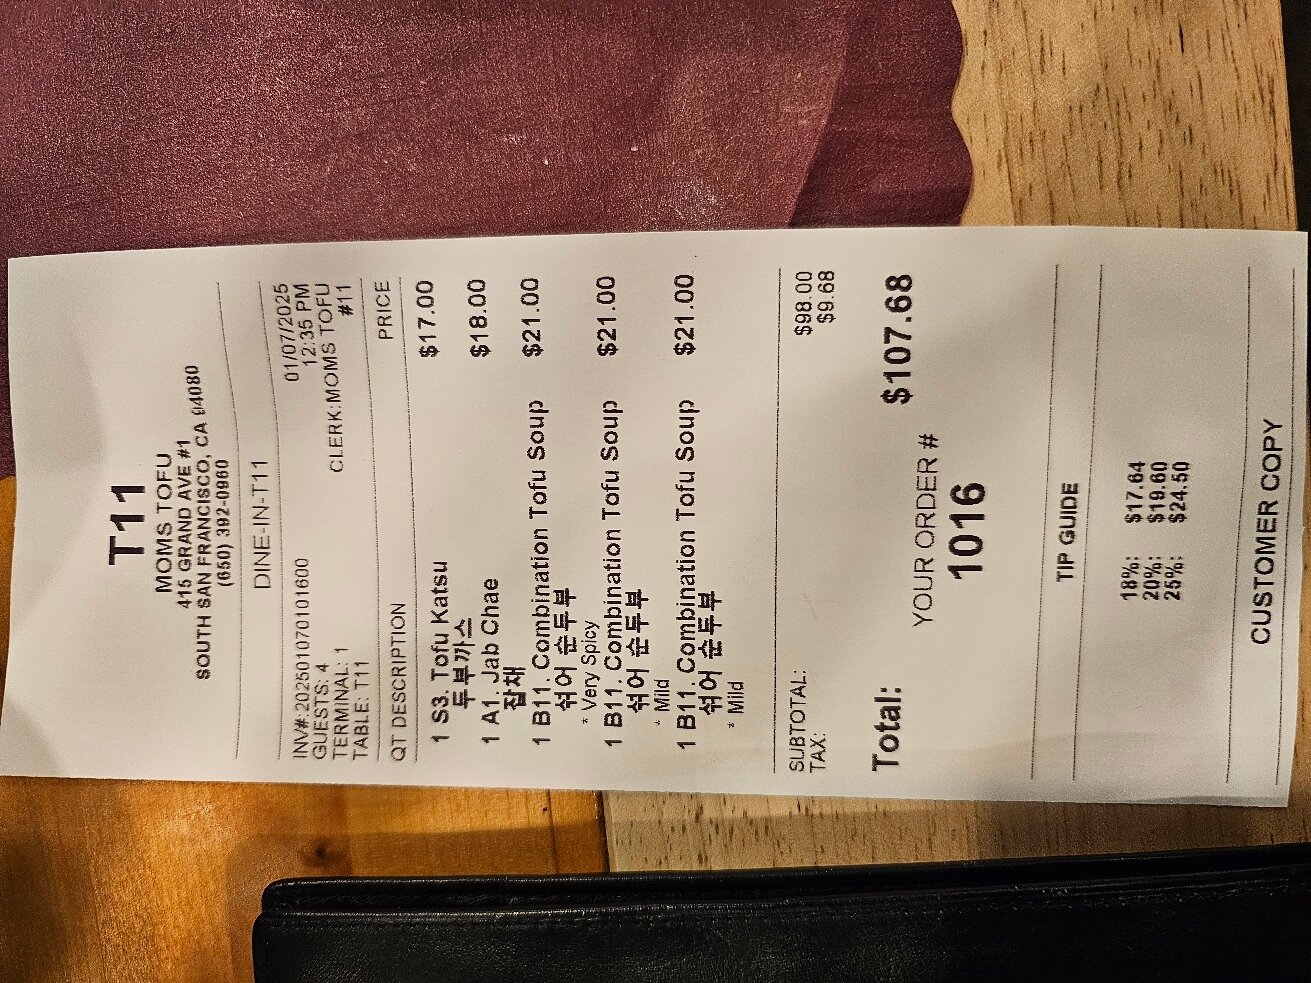 T11
MOMS TOFU
415 GRAND AVE #1
SOUTH SAN FRANCISCO, CA 94080
(650) 392-0960
DINE-IN-T11
INV#:20250107010101600 01/07/2025
GUESTS: 4 12:35 PM
TERMINAL: 1 CLERK:MOMS TOFU
TABLE: T11 #11
QT DESCRIPTION PRICE
1 S3. Tofu Katsu $17.00
두부까스
1 A1. Jab Chae $18.00
잡채
1 B11. Combination Tofu Soup $21.00
섞어 순두부
* Very Spicy
1 B11. Combination Tofu Soup $21.00
섞어 순두부
* Mild
1 B11. Combination Tofu Soup $21.00
섞어 순두부
* Mild
SUBTOTAL: $98.00
TAX: $9.68
Total: $107.68
YOUR ORDER #
1016
TIP GUIDE
18%: $17.64
20%: $19.60
25%: $24.50
CUSTOMER COPY